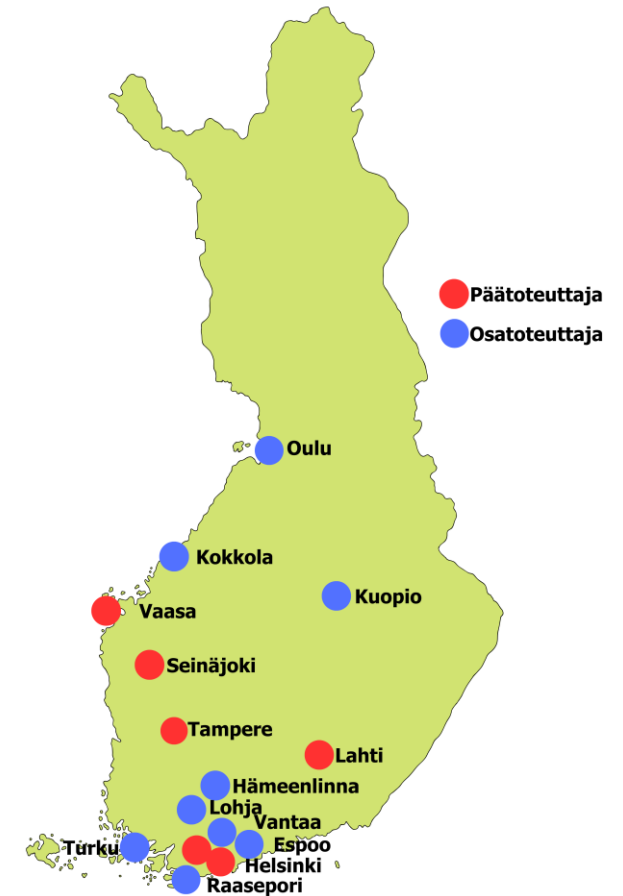 Päätoteuttaja
Osatoteuttaja
Oulu
Kokkola
Kuopio
Vaasa
Seinäjoki
Tampere
Lahti
Hämeenlinna
Lohja
Vantaa
Turku
Espoo
Helsinki
Raasepori